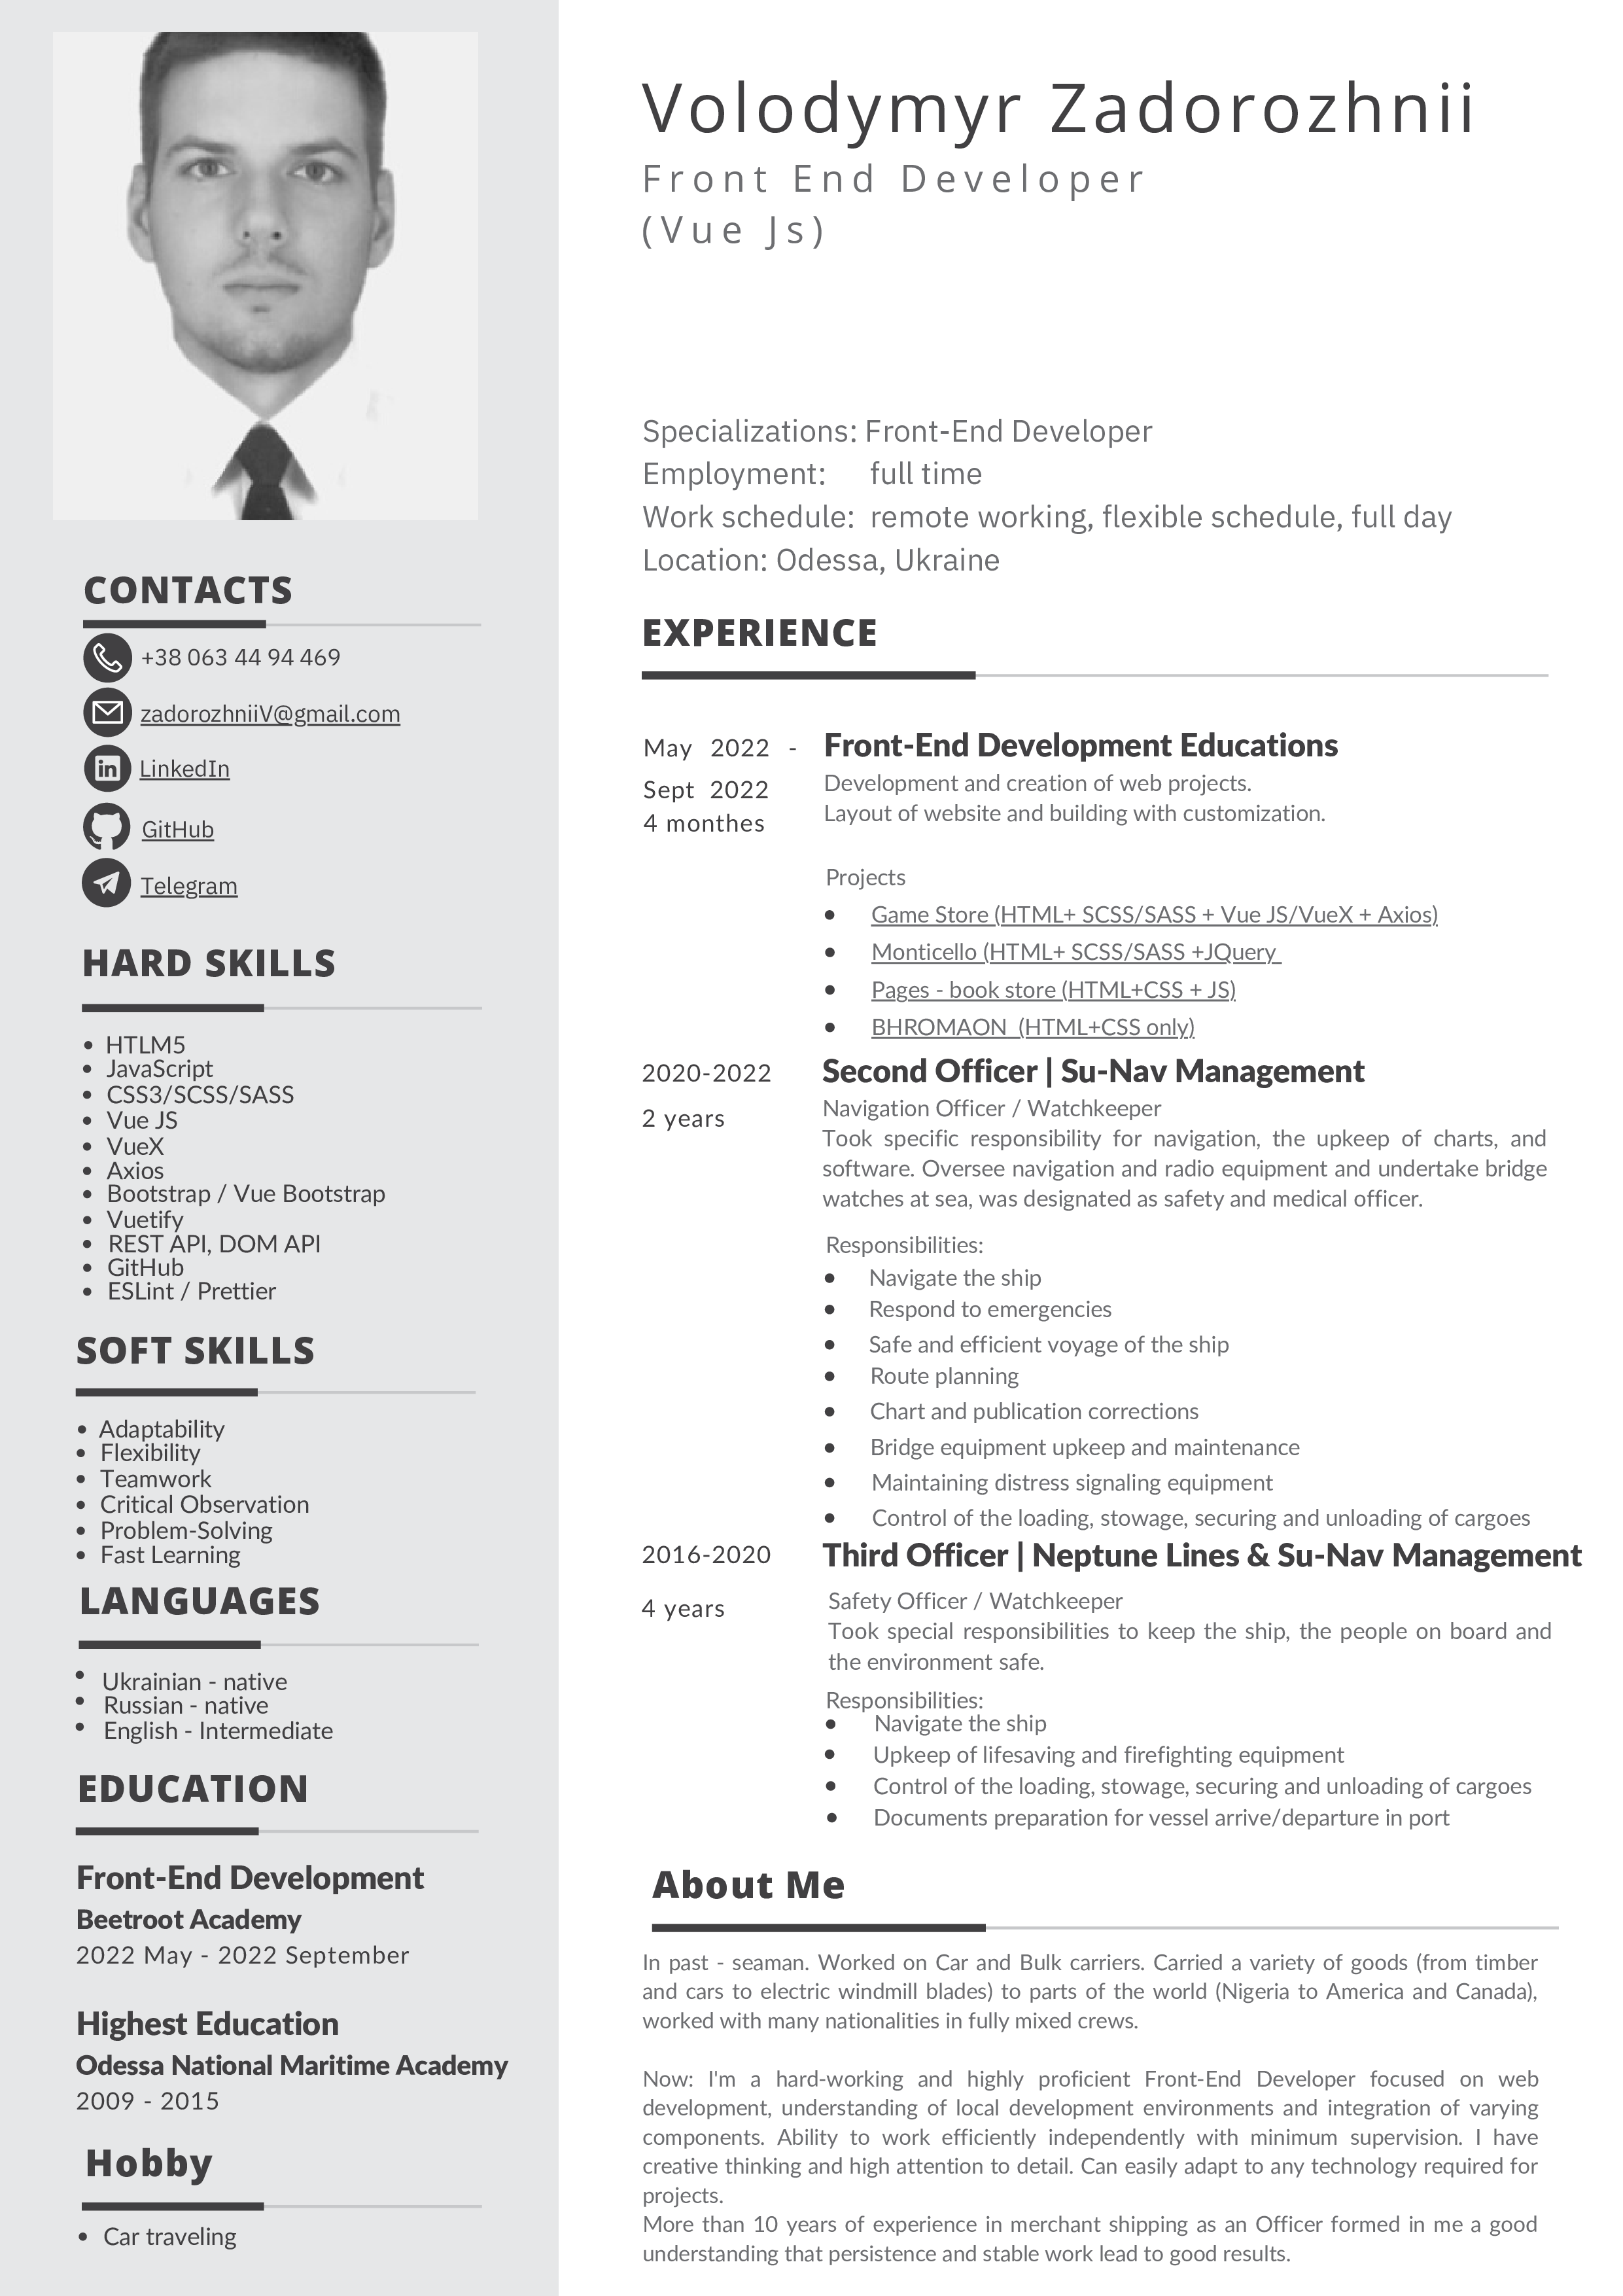 Volodymyr Zadorozhnii
Front End Developer
(Vue Js)
Specializations: Front-End Developer
Employment: full time
Work schedule: remote working, flexible schedule, full day
Location: Odessa, Ukraine
CONTACTS
+38 063 44 94 469
zadorozhniiV@gmail.com
LinkedIn
GitHub
Telegram
HARD SKILLS
• HTLM5
• JavaScript
• CSS3/SCSS/SASS
• Vue JS
• VueX
• Axios
• Bootstrap / Vue Bootstrap
• Vuetify
• REST API, DOM API
• GitHub
• ESLint / Prettier
SOFT SKILLS
• Adaptability
• Flexibility
• Teamwork
• Critical Observation
• Problem-Solving
• Fast Learning
LANGUAGES
• Ukrainian - native
• Russian - native
• English - Intermediate
EDUCATION
Front-End Development
Beetroot Academy
2022 May - 2022 September
Highest Education
Odessa National Maritime Academy
2009 - 2015
Hobby
• Car traveling
EXPERIENCE
May 2022 -
Sept 2022
4 monthes
Front-End Development Educations
Development and creation of web projects.
Layout of website and building with customization.
Projects
• Game Store (HTML+ SCSS/SASS + Vue JS/VueX + Axios)
• Monticello (HTML+ SCSS/SASS +JQuery
• Pages - book store (HTML+CSS + JS)
• BHROMAON (HTML+CSS only)
2020-2022
2 years
Second Officer | Su-Nav Management
Navigation Officer / Watchkeeper
Took specific responsibility for navigation, the upkeep of charts, and
software. Oversee navigation and radio equipment and undertake bridge
watches at sea, was designated as safety and medical officer.
Responsibilities:
• Navigate the ship
• Respond to emergencies
• Safe and efficient voyage of the ship
• Route planning
• Chart and publication corrections
• Bridge equipment upkeep and maintenance
• Maintaining distress signaling equipment
• Control of the loading, stowage, securing and unloading of cargoes
2016-2020
4 years
Third Officer | Neptune Lines & Su-Nav Management
Safety Officer / Watchkeeper
Took special responsibilities to keep the ship, the people on board and
the environment safe.
Responsibilities:
• Navigate the ship
• Upkeep of lifesaving and firefighting equipment
• Control of the loading, stowage, securing and unloading of cargoes
• Documents preparation for vessel arrive/departure in port
About Me
In past - seaman. Worked on Car and Bulk carriers. Carried a variety of goods (from timber
and cars to electric windmill blades) to parts of the world (Nigeria to America and Canada),
worked with many nationalities in fully mixed crews.
Now: I'm a hard-working and highly proficient Front-End Developer focused on web
development, understanding of local development environments and integration of varying
components. Ability to work efficiently independently with minimum supervision. I have
creative thinking and high attention to detail. Can easily adapt to any technology required for
projects.
More than 10 years of experience in merchant shipping as an Officer formed in me a good
understanding that persistence and stable work lead to good results.